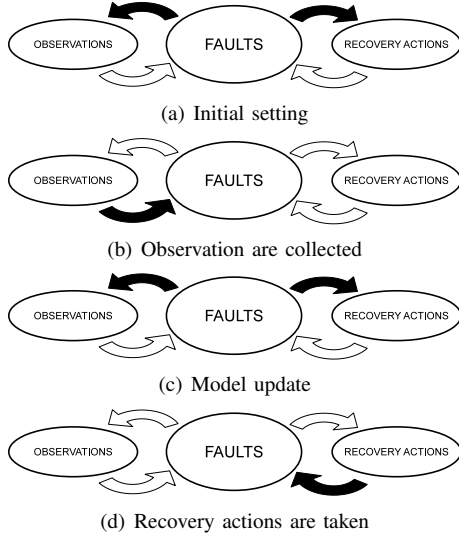 OBSERVATIONS FAULTS RECOVERY ACTIONS
(a) Initial setting
OBSERVATIONS FAULTS RECOVERY ACTIONS
(b) Observation are collected
OBSERVATIONS FAULTS RECOVERY ACTIONS
(c) Model update
OBSERVATIONS FAULTS RECOVERY ACTIONS
(d) Recovery actions are taken